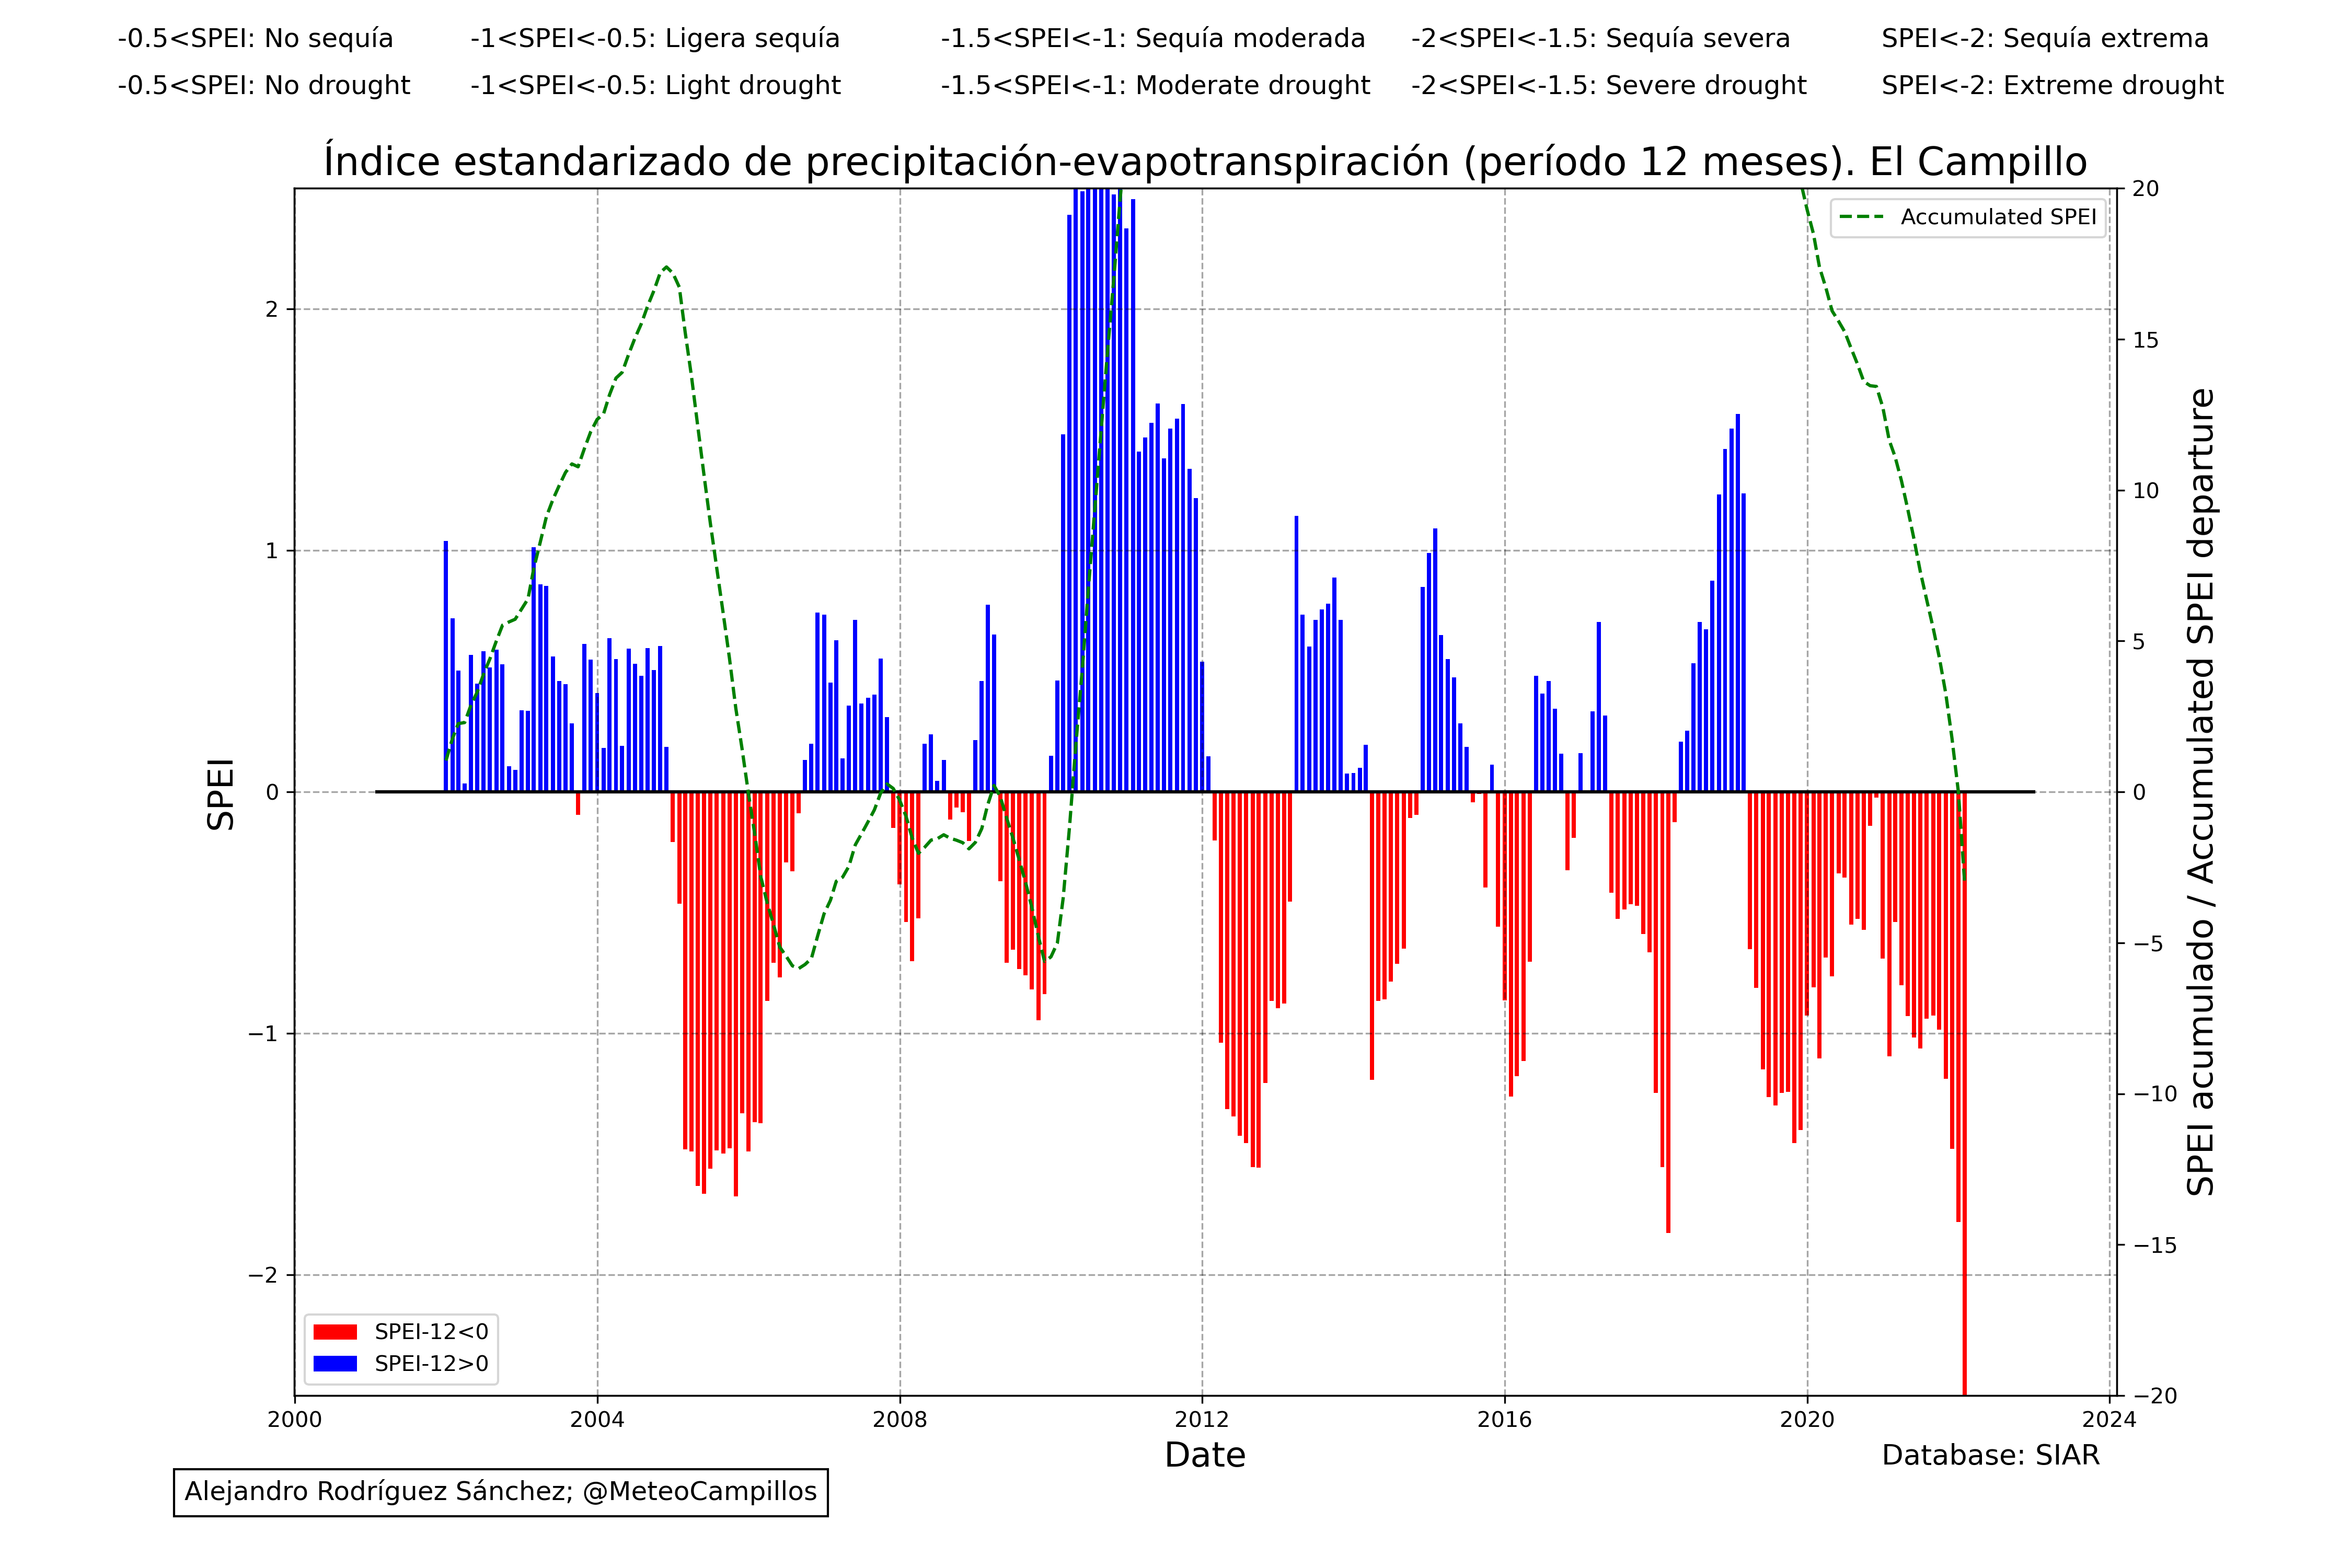 -0.5<SPEI: No sequía -1<SPEI<-0.5: Ligera sequía -1.5<SPEI<-1: Sequía moderada -2<SPEI<-1.5: Sequía severa SPEI<-2: Sequía extrema
-0.5<SPEI: No drought -1<SPEI<-0.5: Light drought -1.5<SPEI<-1: Moderate drought -2<SPEI<-1.5: Severe drought SPEI<-2: Extreme drought
Índice estandarizado de precipitación-evapotranspiración (período 12 meses). El Campillo
Accumulated SPEI
SPEI
2
1
0
−1
−2
20
15
10
5
0
−5
−10
−15
−20
SPEI acumulado / Accumulated SPEI departure
SPEI-12<0
SPEI-12>0
2000 2004 2008 2012 2016 2020 2024
Date
Database: SIAR
Alejandro Rodríguez Sánchez; @MeteoCampillos